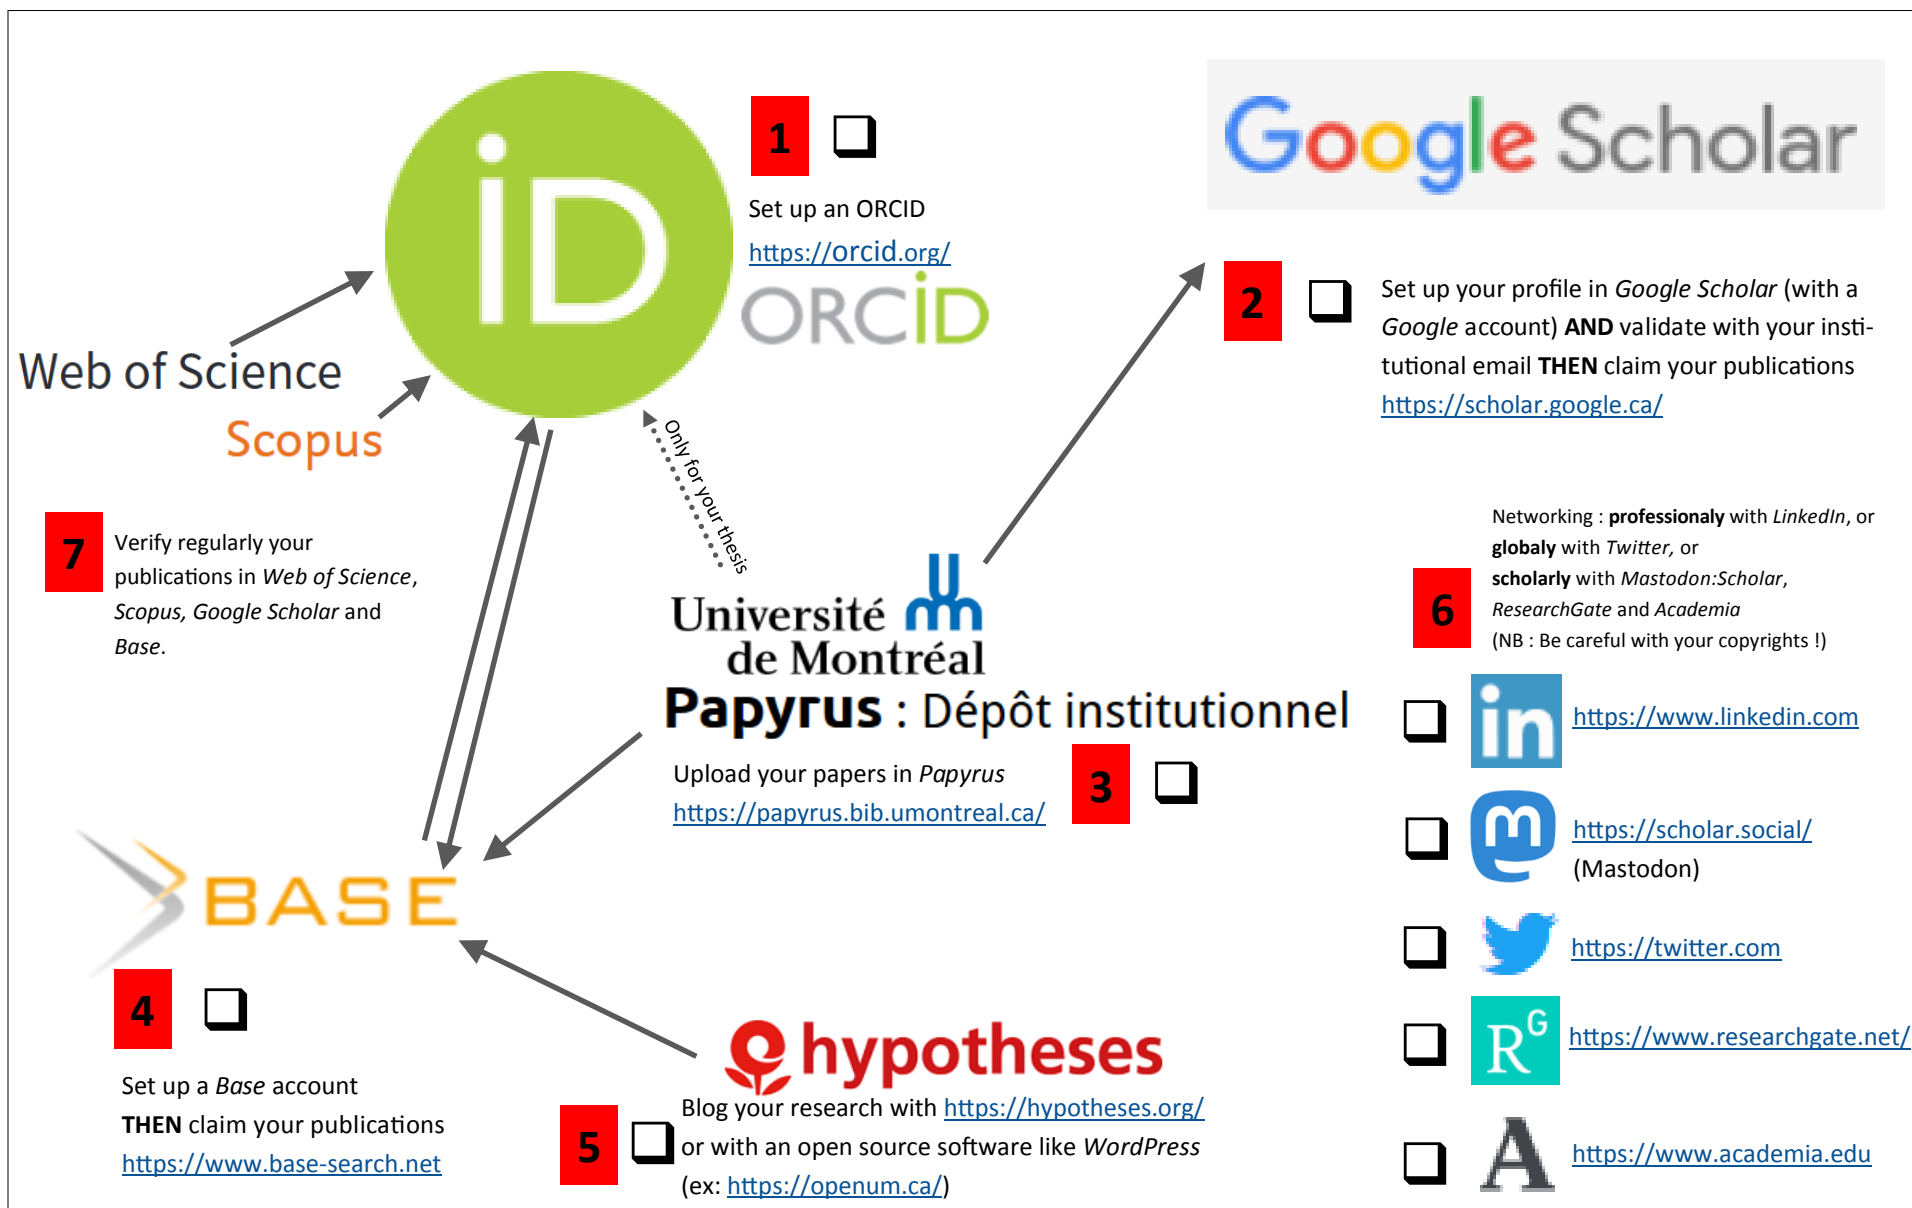 iD
1
Set up an ORCID
https://orcid.org/
ORCiD
Google Scholar
2
Set up your profile in Google Scholar (with a
Google account) AND validate with your insti-
tutional email THEN claim your publications
https://scholar.google.ca/
Web of Science
Scopus
Only for your thesis
7
Verify regularly your
publications in Web of Science,
Scopus, Google Scholar and
Base.
Université
de Montréal
Papyrus : Dépôt institutionnel
Upload your papers in Papyrus
https://papyrus.bib.umontreal.ca/
3
BASE
4
Set up a Base account
THEN claim your publications
https://www.base-search.net
hypotheses
5
Blog your research with https://hypotheses.org/
or with an open source software like WordPress
(ex: https://openum.ca/)
Networking : professionaly with LinkedIn, or
globaly with Twitter, or
scholarly with Mastodon:Scholar,
ResearchGate and Academia
(NB : Be careful with your copyrights !)
6
in
https://www.linkedin.com
m
https://scholar.social/
(Mastodon)
https://twitter.com
RG
https://www.researchgate.net/
A
https://www.academia.edu